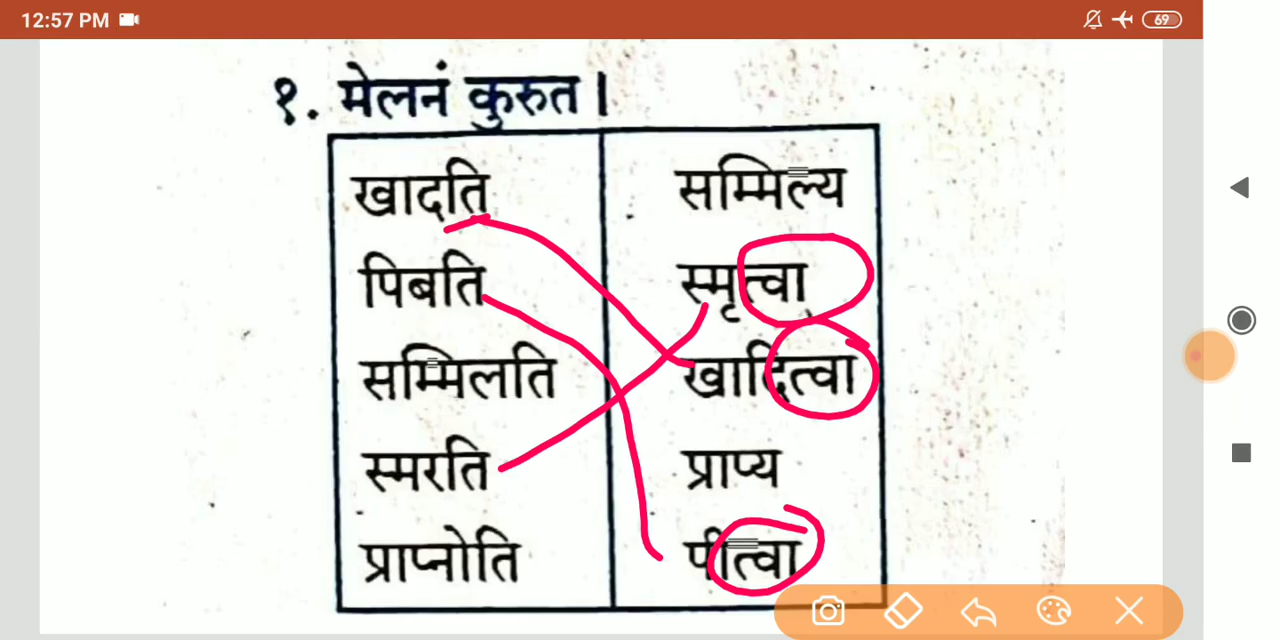 12:57 PM
69
१. मेलनं कुरुत।
खादति सम्मिल्य
पिबति स्मृत्वा
सम्मिलति खादित्वा
स्मरति प्राप्य
प्राप्नोति पीत्वा